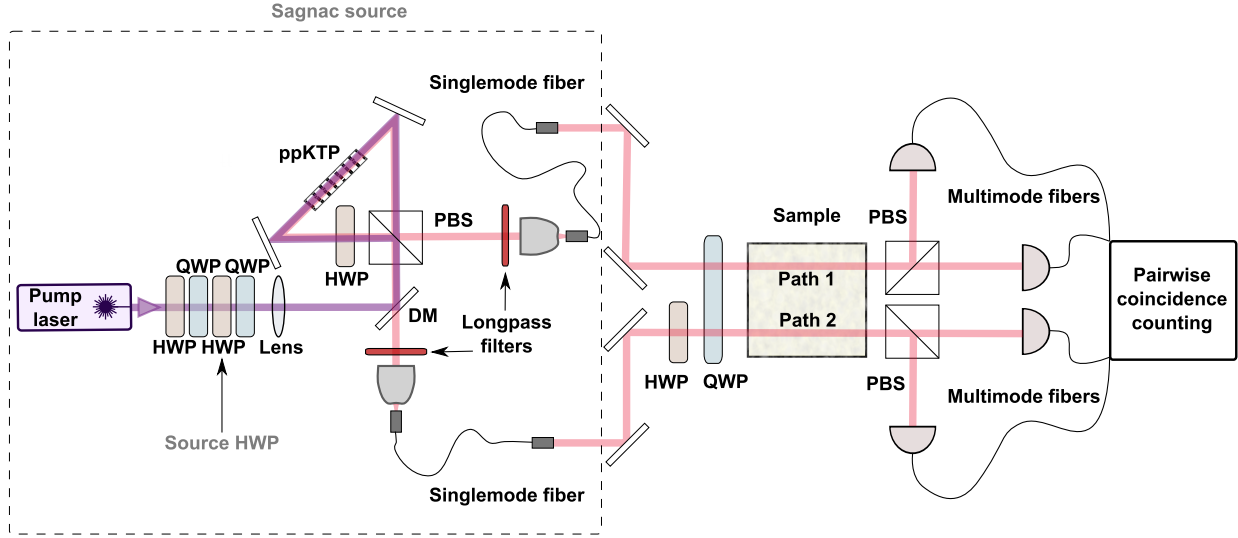 Sagnac source
Singlemode fiber
ppKTP
PBS
HWP
QWP QWP
Pump
laser
HWP HWP
Lens
DM
Longpass
filters
Source HWP
Singlemode fiber
Sample
Path 1
Path 2
HWP
QWP
PBS
PBS
Multimode fibers
Multimode fibers
Pairwise
coincidence
counting